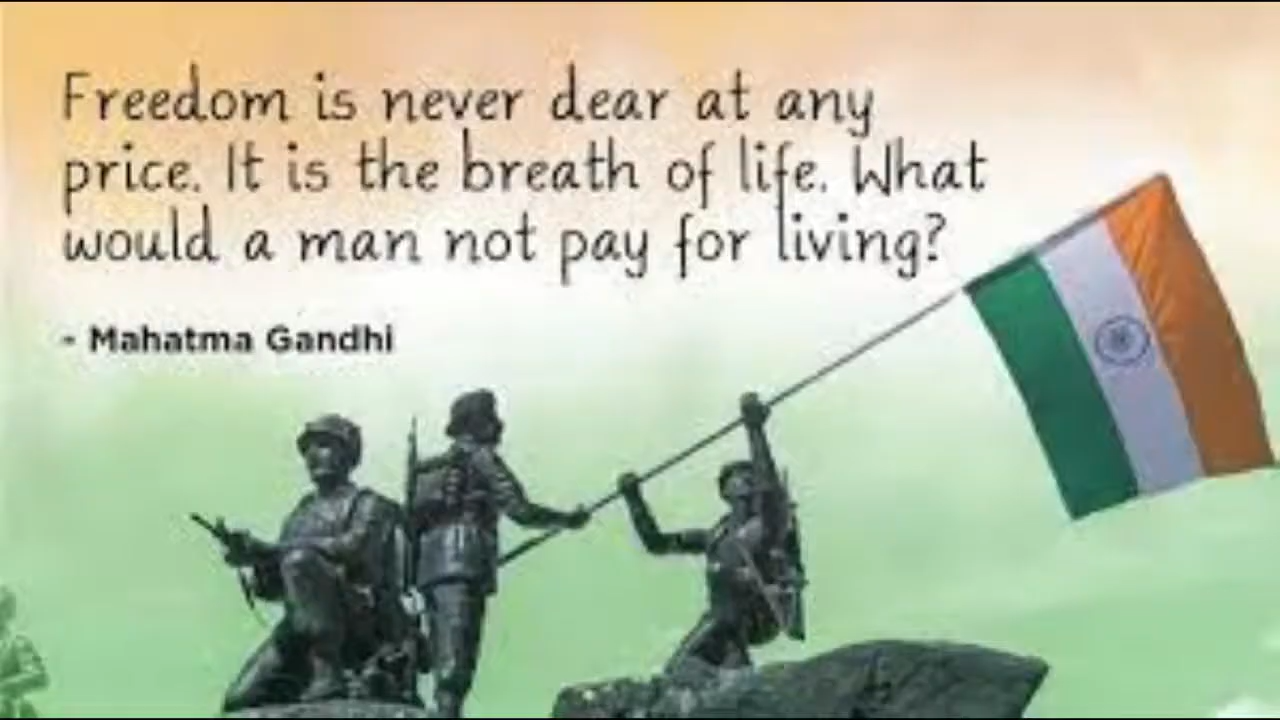 Freedom is never dear at any
price. It is the breath of life. What
would a man not pay for living?
- Mahatma Gandhi